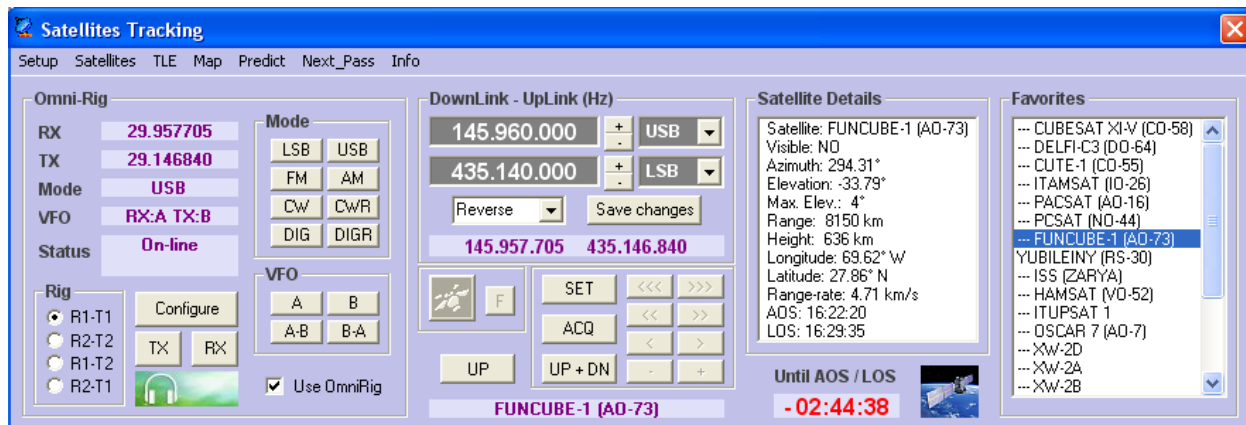 Satellites Tracking
Setup Satellites TLE Map Predict Next_Pass Info
Omni-Rig
RX 29.957705
TX 29.146840
Mode USB
VFO RX:A TX:B
Status On-line
Mode
LSB USB
FM AM
CW CWR
DIG DIGR
Rig
R1-T1
R2-T2
R1-T2
R2-T1
Configure
TX RX
VFO
A B
A-B B-A
Use OmniRig
DownLink - UpLink (Hz)
145.960.000 + - USB
435.140.000 + - LSB
Reverse Save changes
145.957.705 435.146.840
F
SET <<< >>>
<< >>
ACQ
< >
UP UP + DN - +
FUNCUBE-1 (AO-73)
Satellite Details
Satellite: FUNCUBE-1 (AO-73)
Visible: NO
Azimuth: 294.31°
Elevation: -33.79°
Max. Elev.: 4°
Range: 8150 km
Height: 636 km
Longitude: 69.62° W
Latitude: 27.86° N
Range-rate: 4.71 km/s
AOS: 16:22:20
LOS: 16:29:35
Until AOS / LOS
- 02:44:38
Favorites
--- CUBESAT XI-V (CO-58)
--- DELFI-C3 (DO-64)
--- CUTE-1 (CO-55)
--- ITAMSAT (IO-26)
--- PACSAT (AO-16)
--- PCSAT (NO-44)
--- FUNCUBE-1 (AO-73)
YUBILEINY (RS-30)
--- ISS (ZARYA)
--- HAMSAT (VO-52)
--- ITUPSAT 1
--- OSCAR 7 (AO-7)
--- XW-2D
--- XW-2A
--- XW-2B